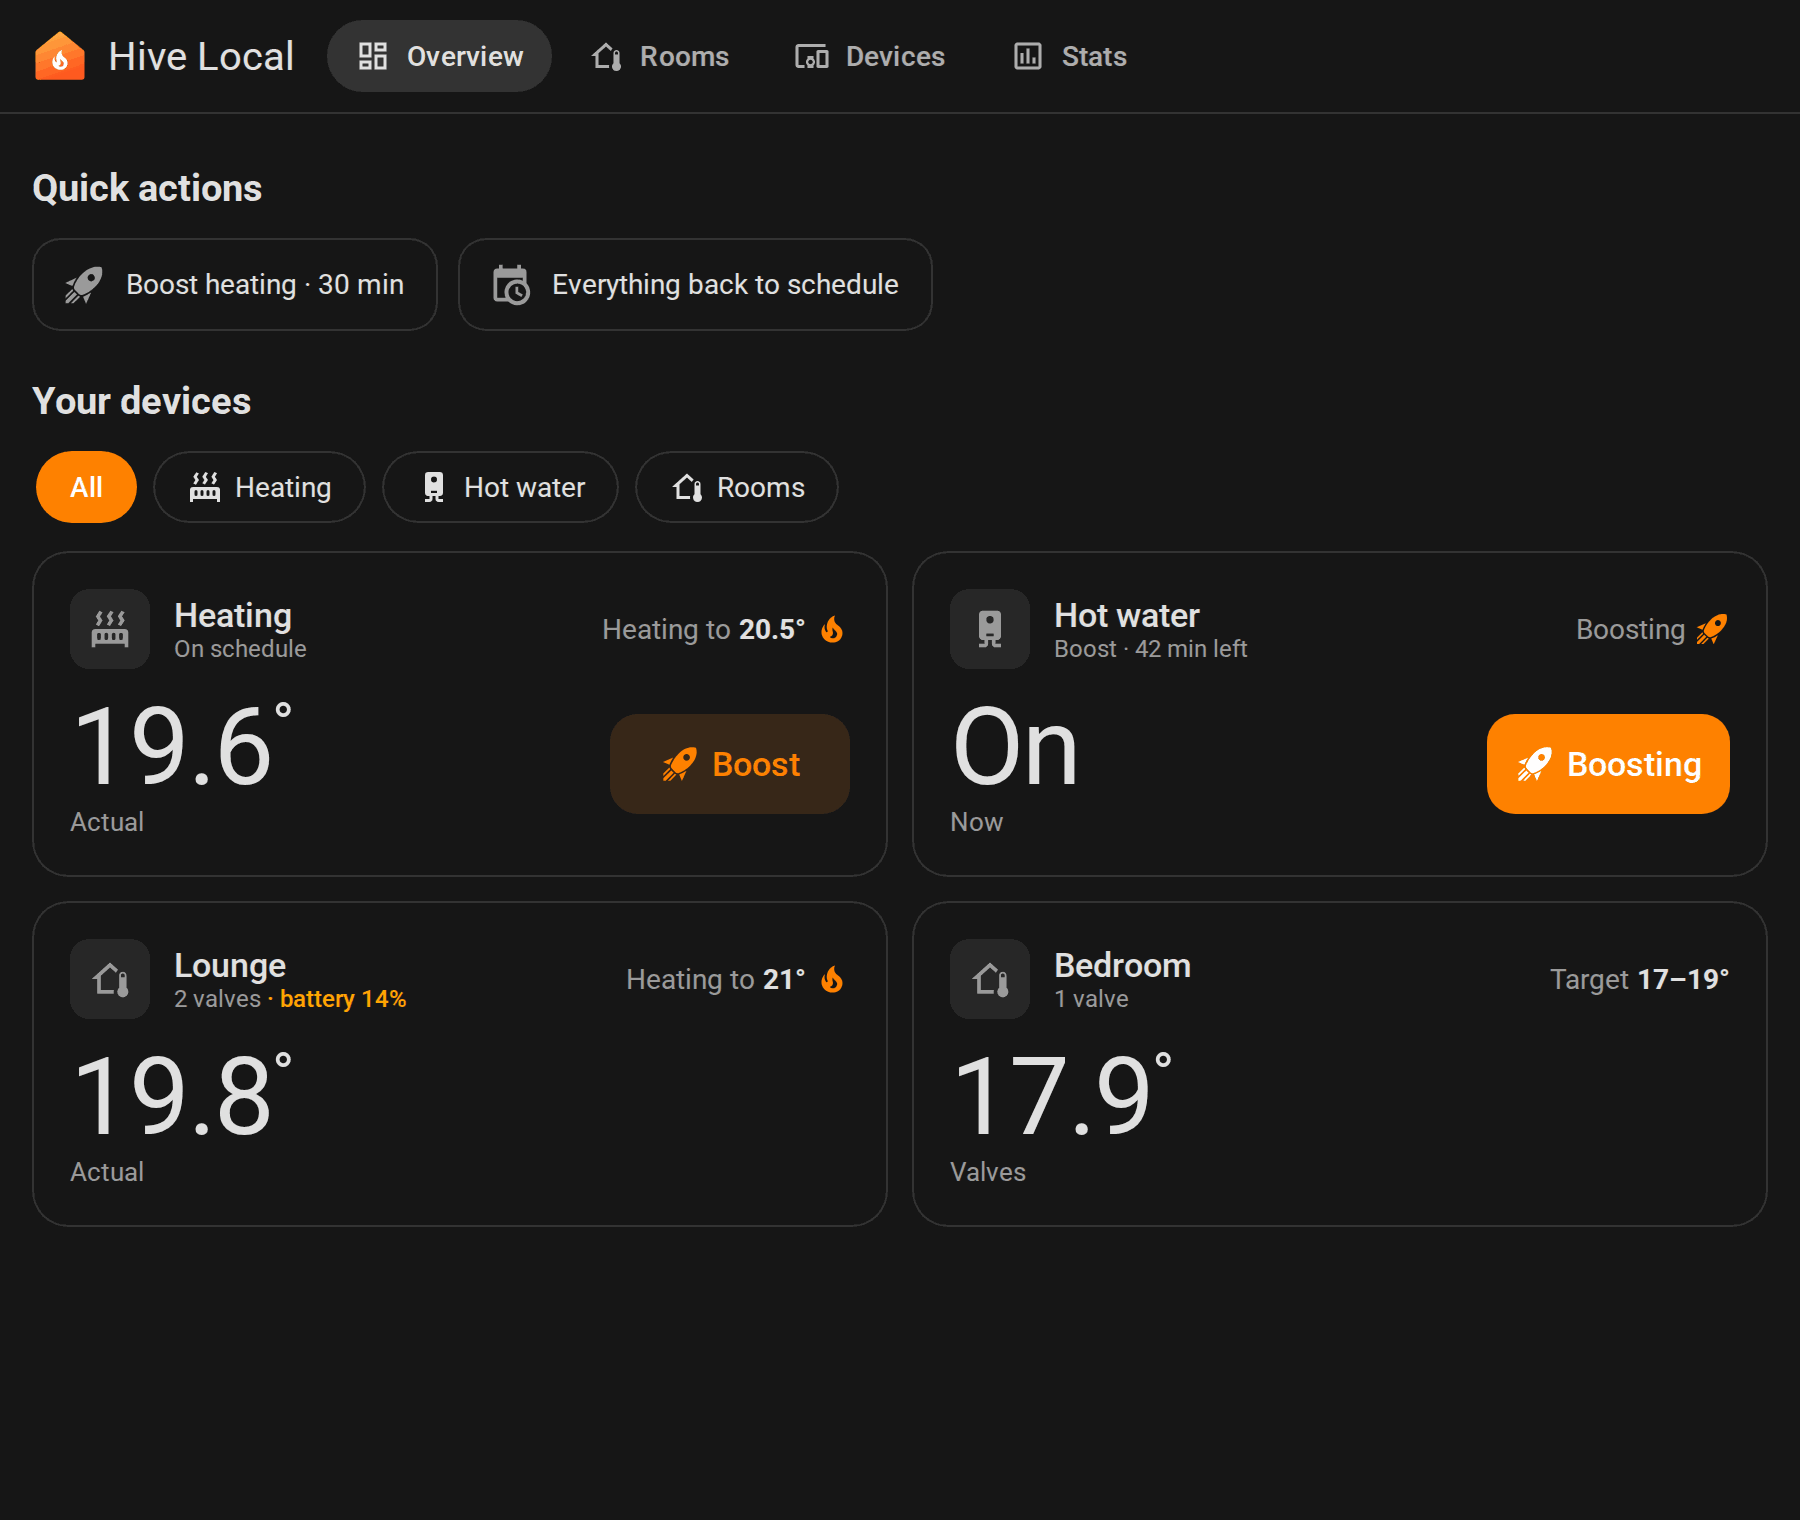 Hive Local
Overview
Rooms
Devices
Stats
Quick actions
Boost heating · 30 min
Everything back to schedule
Your devices
All
Heating
Hot water
Rooms
Heating
On schedule
Heating to 20.5°
19.6°
Actual
Boost
Hot water
Boost · 42 min left
Boosting
On
Now
Boosting
Lounge
2 valves · battery 14%
Heating to 21°
19.8°
Actual
Bedroom
1 valve
Target 17–19°
17.9°
Valves